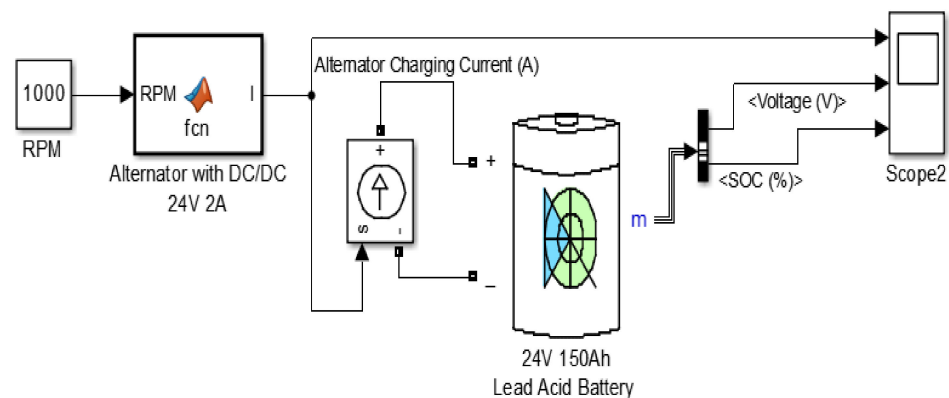 1000
RPM
RPM
fcn
I
Alternator with DC/DC
24V 2A
Alternator Charging Current (A)
+
s
-
+
_
m
24V 150Ah
Lead Acid Battery
<Voltage (V)>
<SOC (%)>
Scope2